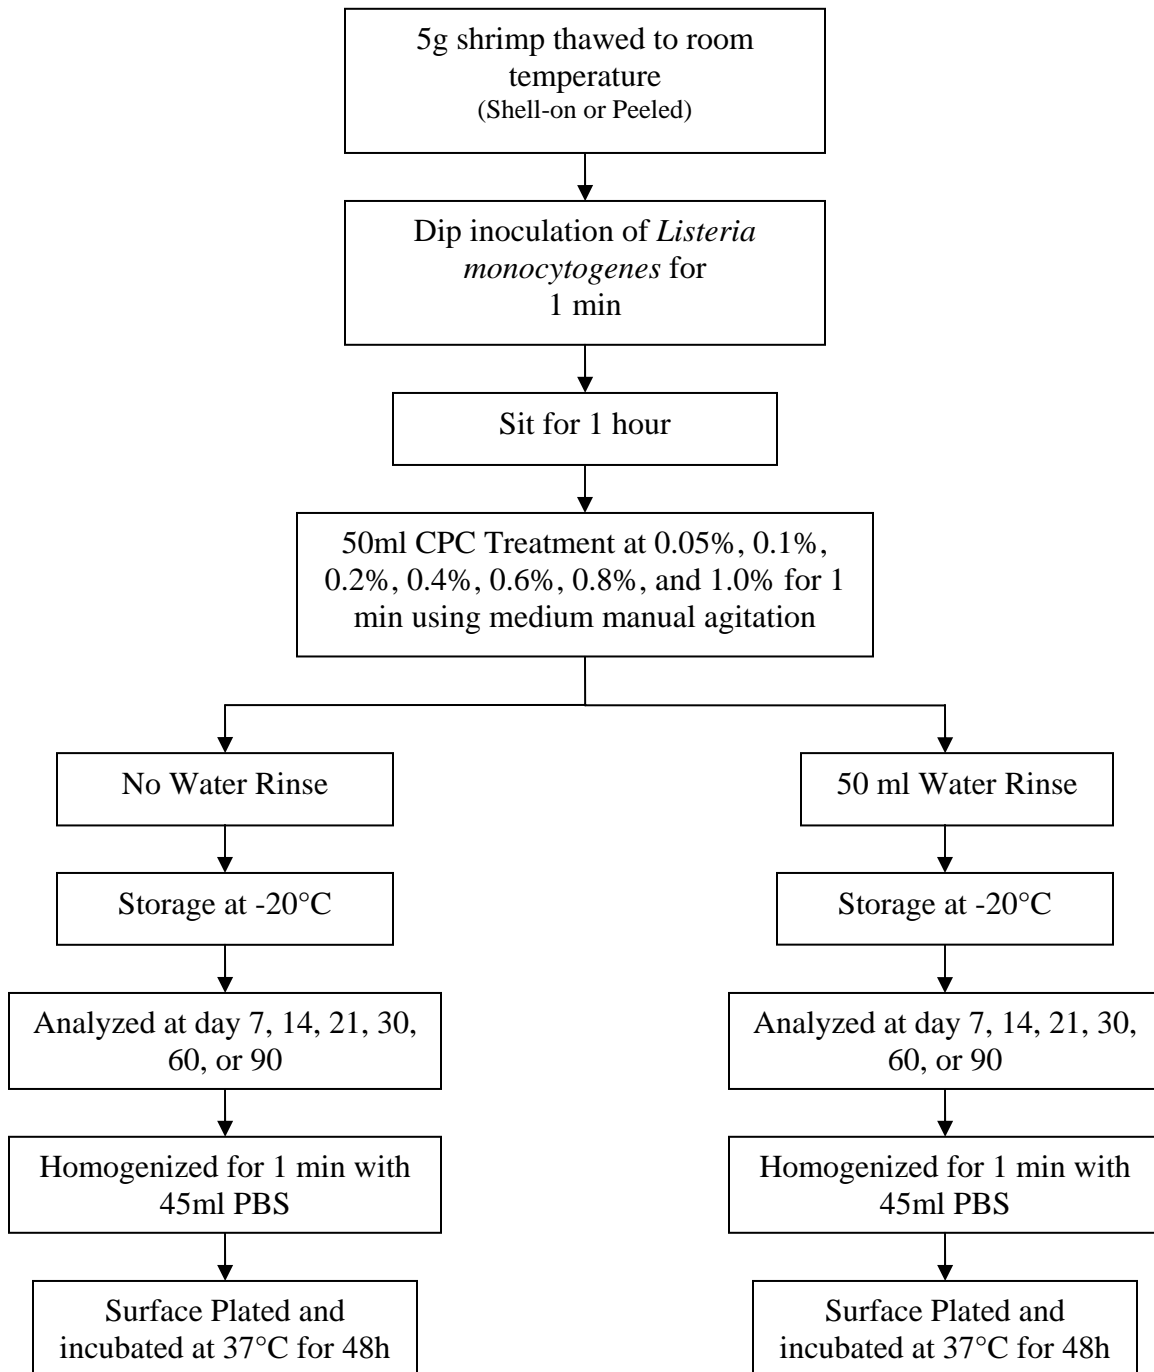 5g shrimp thawed to room
temperature
(Shell-on or Peeled)
Dip inoculation of Listeria
monocytogenes for
1 min
Sit for 1 hour
50ml CPC Treatment at 0.05%, 0.1%,
0.2%, 0.4%, 0.6%, 0.8%, and 1.0% for 1
min using medium manual agitation
No Water Rinse
Storage at -20°C
Analyzed at day 7, 14, 21, 30,
60, or 90
Homogenized for 1 min with
45ml PBS
Surface Plated and
incubated at 37°C for 48h
50 ml Water Rinse
Storage at -20°C
Analyzed at day 7, 14, 21, 30,
60, or 90
Homogenized for 1 min with
45ml PBS
Surface Plated and
incubated at 37°C for 48h